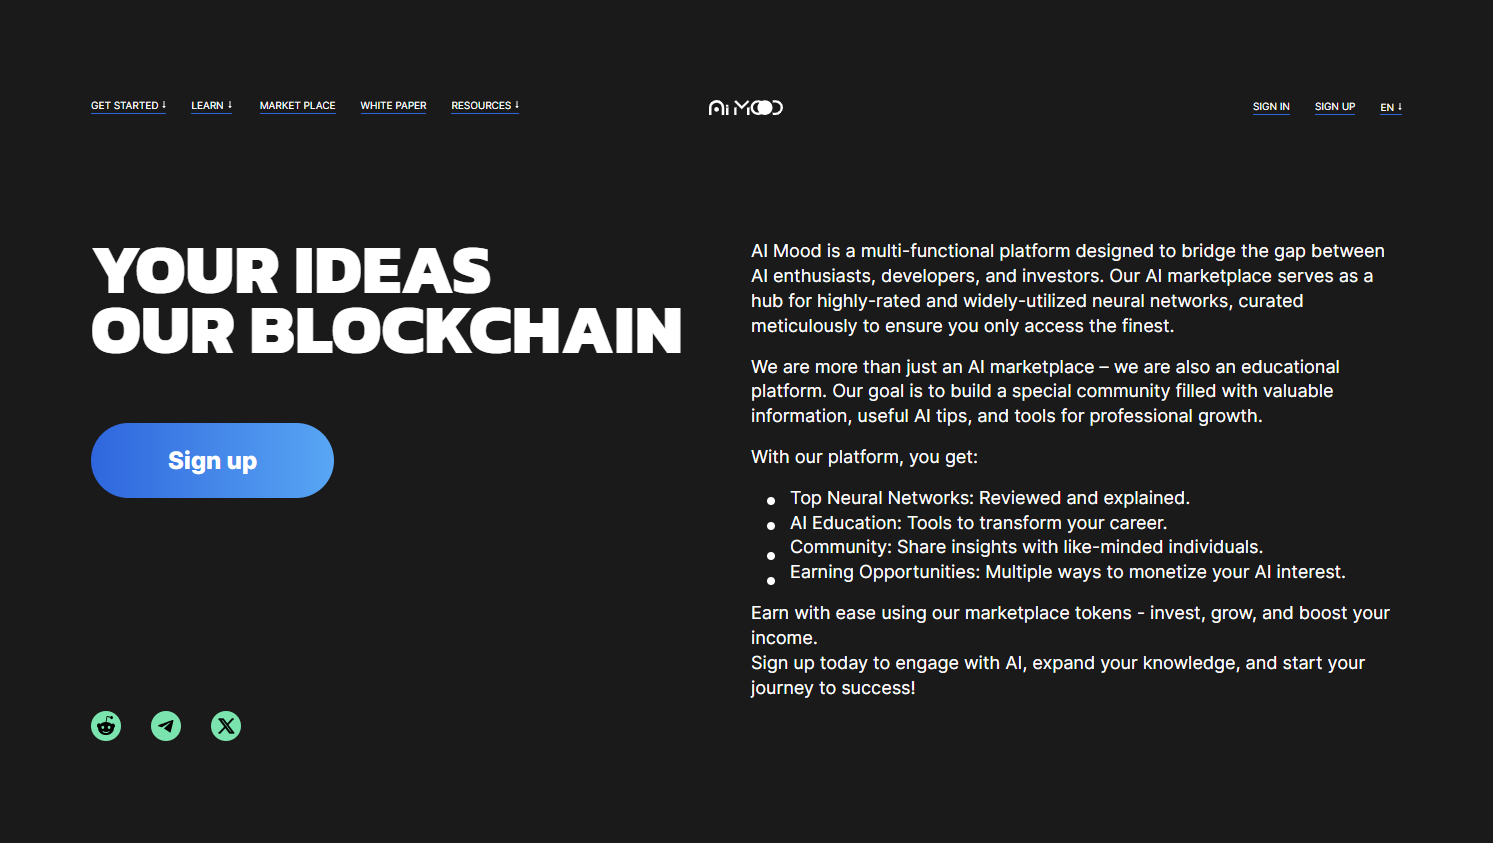 GET STARTED ↓ LEARN ↓ MARKET PLACE WHITE PAPER RESOURCES ↓
Ai MOOD
SIGN IN SIGN UP EN ↓
YOUR IDEAS
OUR BLOCKCHAIN
Sign up
AI Mood is a multi-functional platform designed to bridge the gap between
AI enthusiasts, developers, and investors. Our AI marketplace serves as a
hub for highly-rated and widely-utilized neural networks, curated
meticulously to ensure you only access the finest.
We are more than just an AI marketplace – we are also an educational
platform. Our goal is to build a special community filled with valuable
information, useful AI tips, and tools for professional growth.
With our platform, you get:
• Top Neural Networks: Reviewed and explained.
• AI Education: Tools to transform your career.
• Community: Share insights with like-minded individuals.
• Earning Opportunities: Multiple ways to monetize your AI interest.
Earn with ease using our marketplace tokens - invest, grow, and boost your
income.
Sign up today to engage with AI, expand your knowledge, and start your
journey to success!